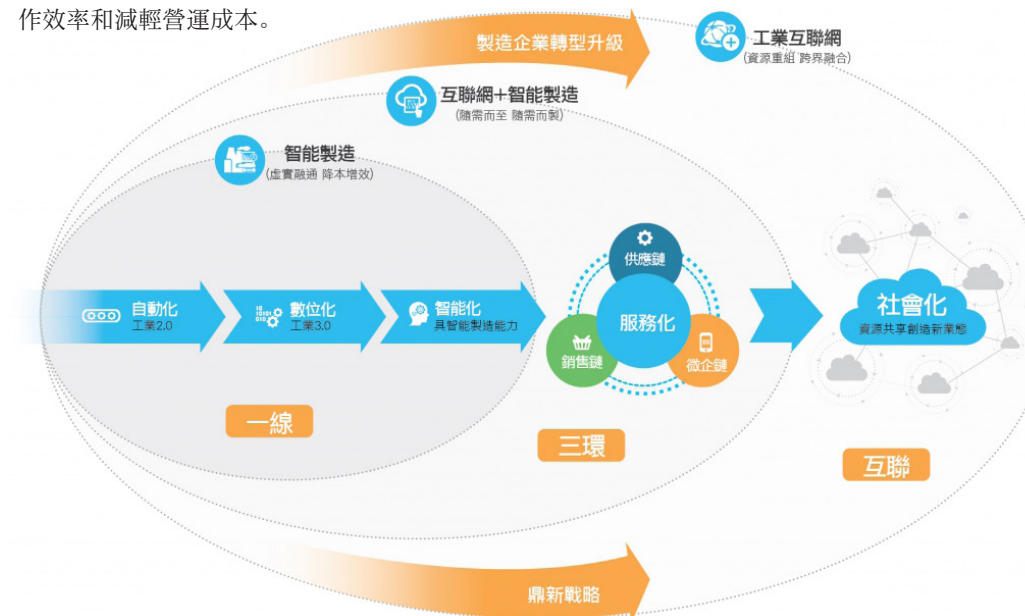 作效率和減輕營運成本。
製造企業轉型升級
工業互聯網
(資源重組 跨界融合)
互聯網+智能製造
(隨需而至 隨需而製)
智能製造
(虛實融通 降本增效)
自動化
工業2.0
數位化
工業3.0
智能化
具智能製造能力
供應鏈
服務化
銷售鏈
微企鏈
社會化
資源共享創造新業態
一線
三環
互聯
鼎新戰略